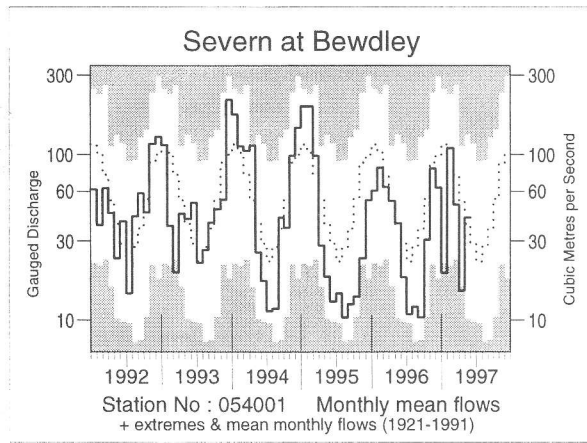 Severn at Bewdley
300
100
60
30
10
Gauged Discharge
300
100
60
30
10
Cubic Metres per Second
1992 1993 1994 1995 1996 1997
Station No : 054001 Monthly mean flows
+ extremes & mean monthly flows (1921-1991)